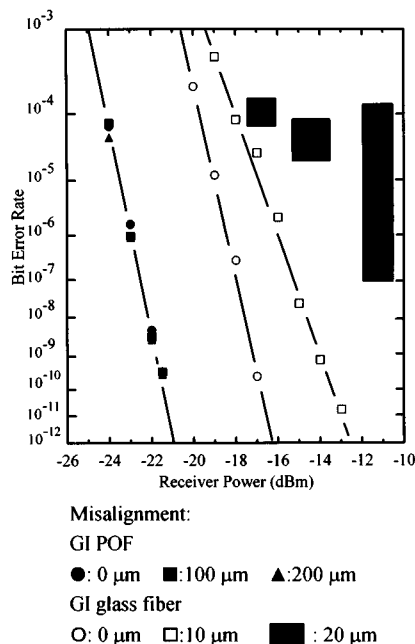 10-3
10-4
10-5
10-6
10-7
10-8
10-9
10-10
10-11
10-12
Bit Error Rate
-26 -24 -22 -20 -18 -16 -14 -12 -10
Receiver Power (dBm)
Misalignment:
GI POF
●: 0 μm ■:100 μm ▲:200 μm
GI glass fiber
○: 0 μm □:10 μm ■ : 20 μm